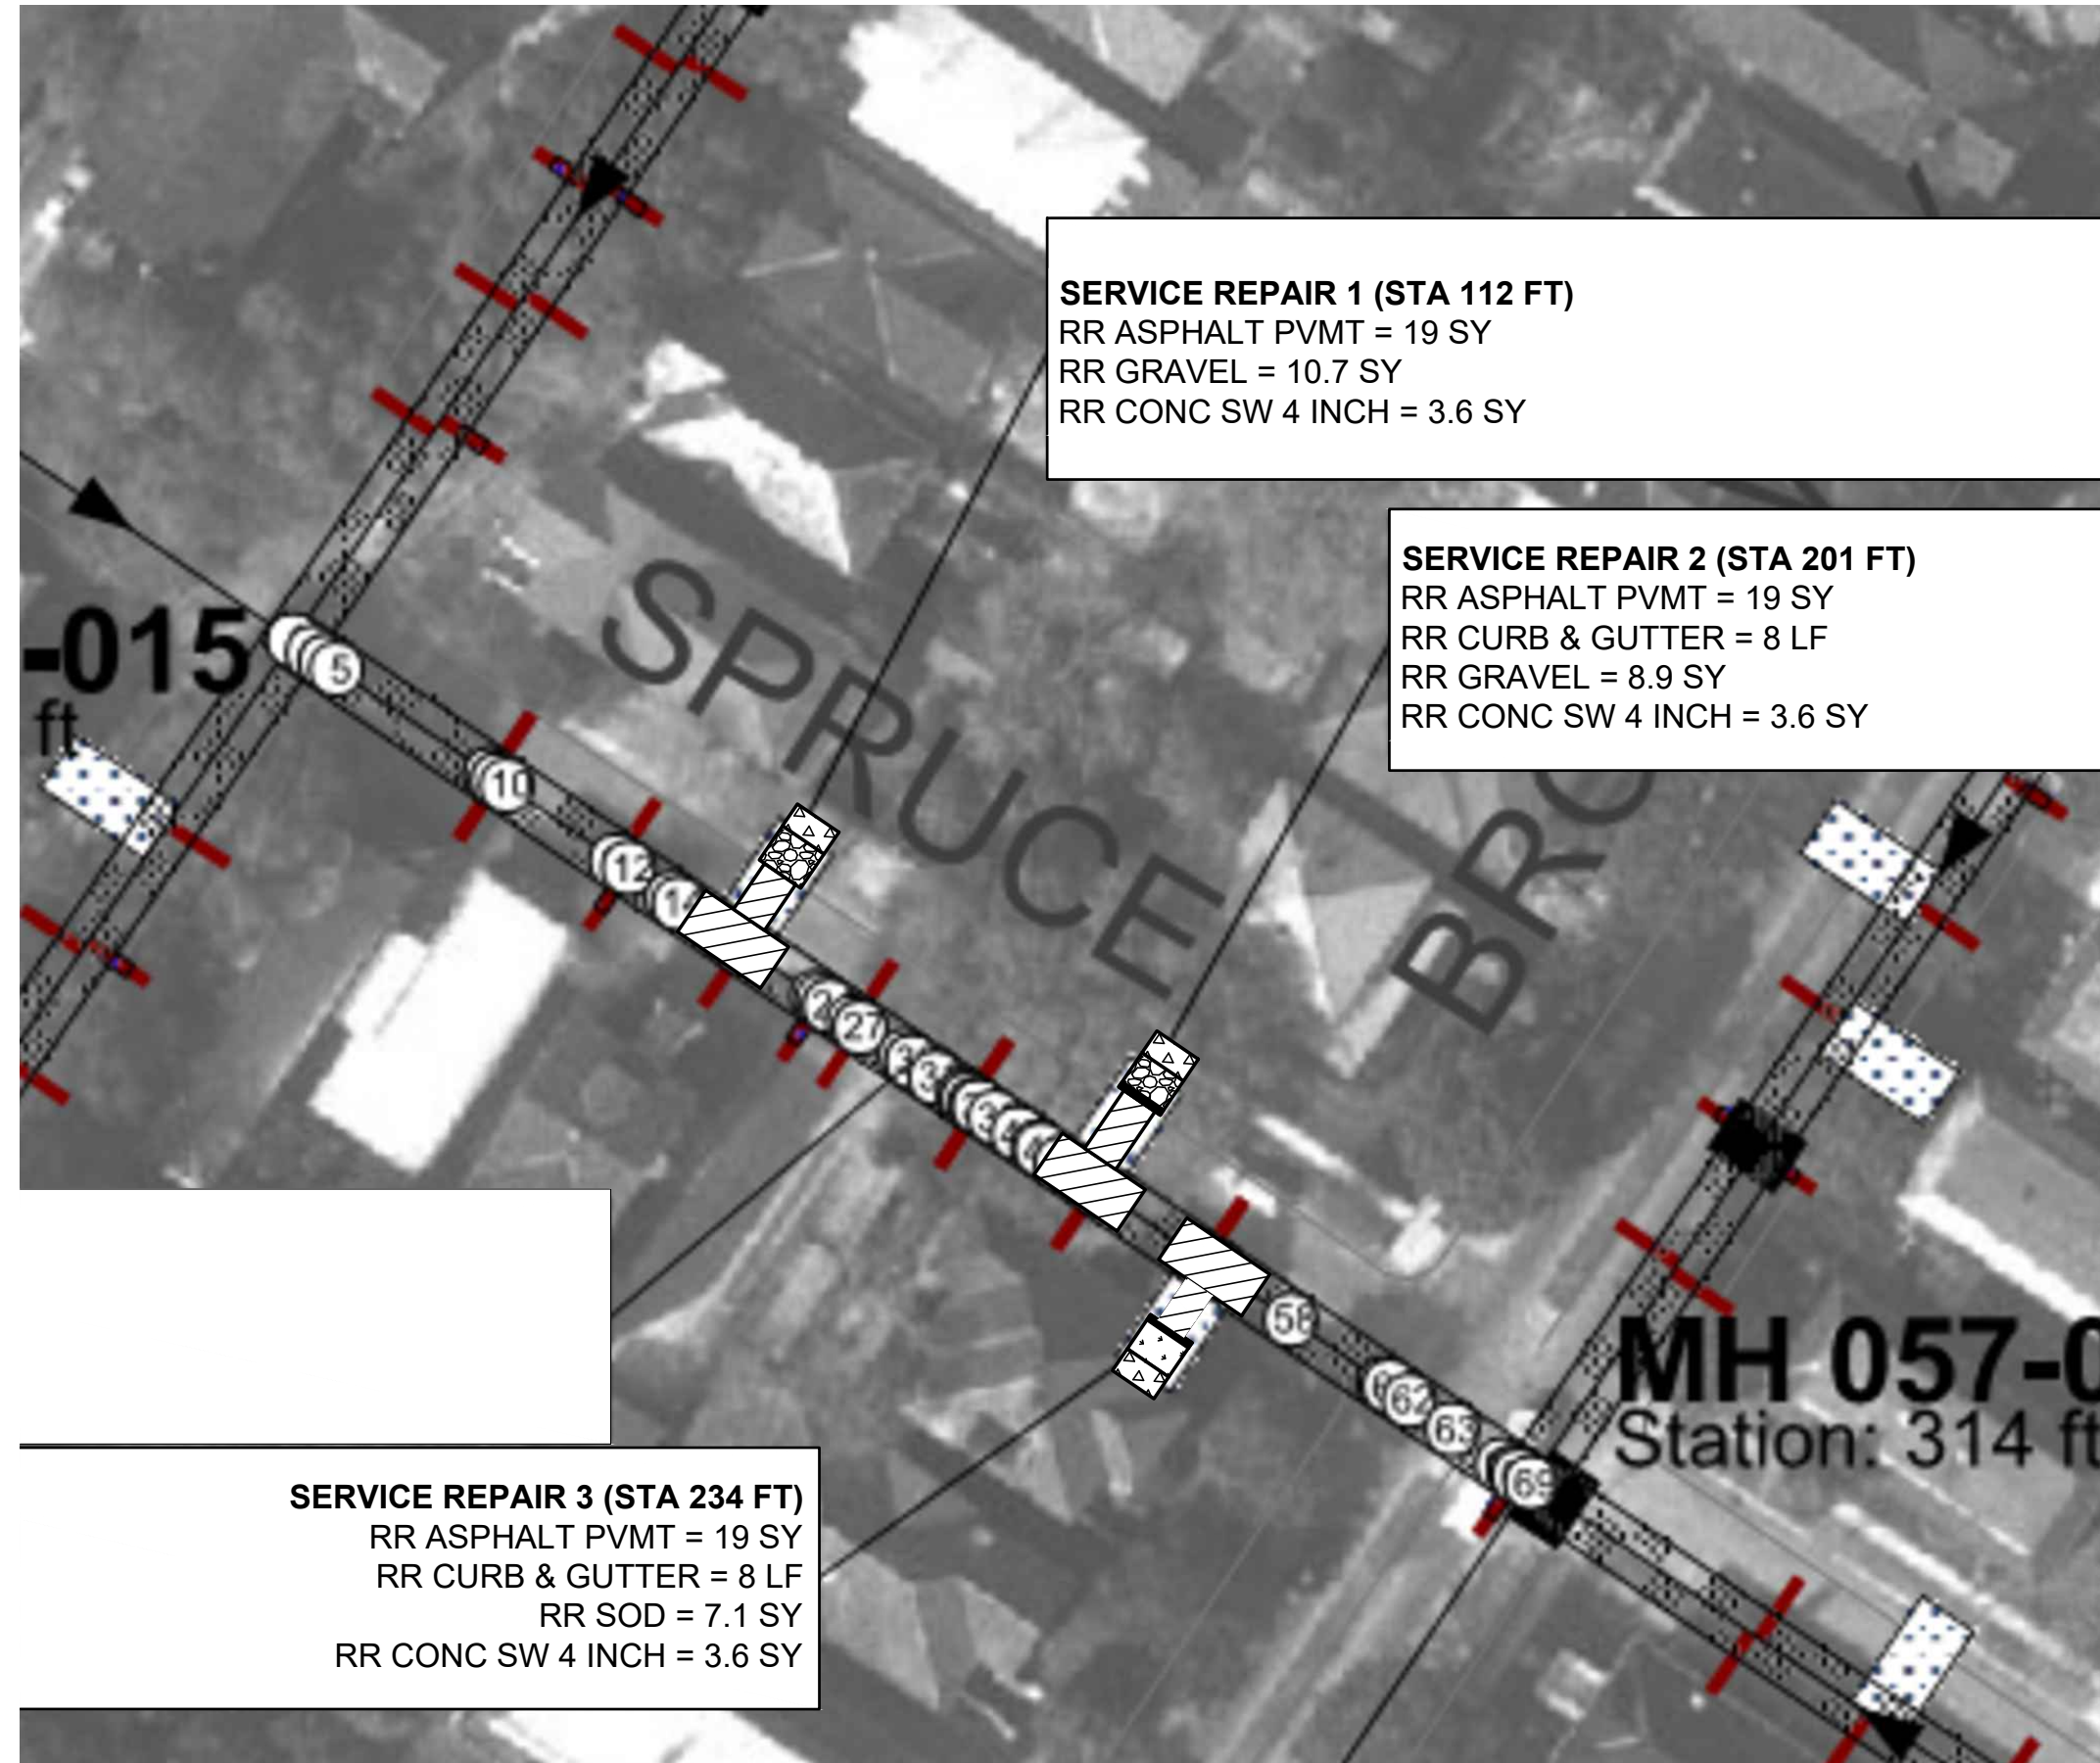 SERVICE REPAIR 1 (STA 112 FT)
RR ASPHALT PVMT = 19 SY
RR GRAVEL = 10.7 SY
RR CONC SW 4 INCH = 3.6 SY
SERVICE REPAIR 2 (STA 201 FT)
RR ASPHALT PVMT = 19 SY
RR CURB & GUTTER = 8 LF
RR GRAVEL = 8.9 SY
RR CONC SW 4 INCH = 3.6 SY
-015
ft
SPRUCE
BRO
5
10
12
27
58
62
63
69
MH 057-0
Station: 314 ft
SERVICE REPAIR 3 (STA 234 FT)
RR ASPHALT PVMT = 19 SY
RR CURB & GUTTER = 8 LF
RR SOD = 7.1 SY
RR CONC SW 4 INCH = 3.6 SY